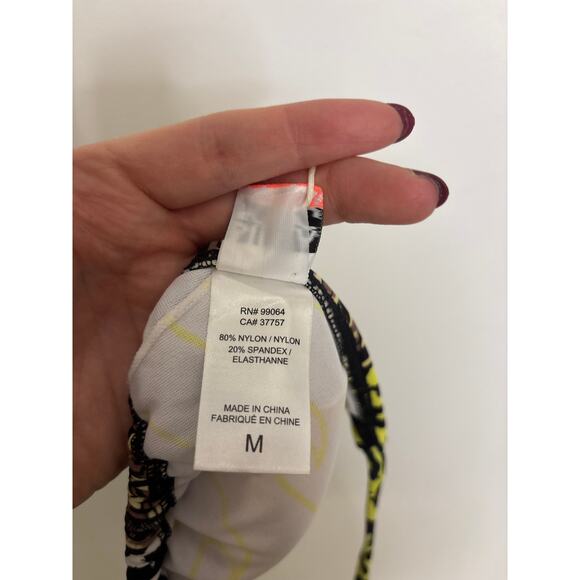 RN# 99064
CA# 37757
80% NYLON / NYLON
20% SPANDEX /
ELASTHANNE
MADE IN CHINA
FABRIQUÉ EN CHINE
M